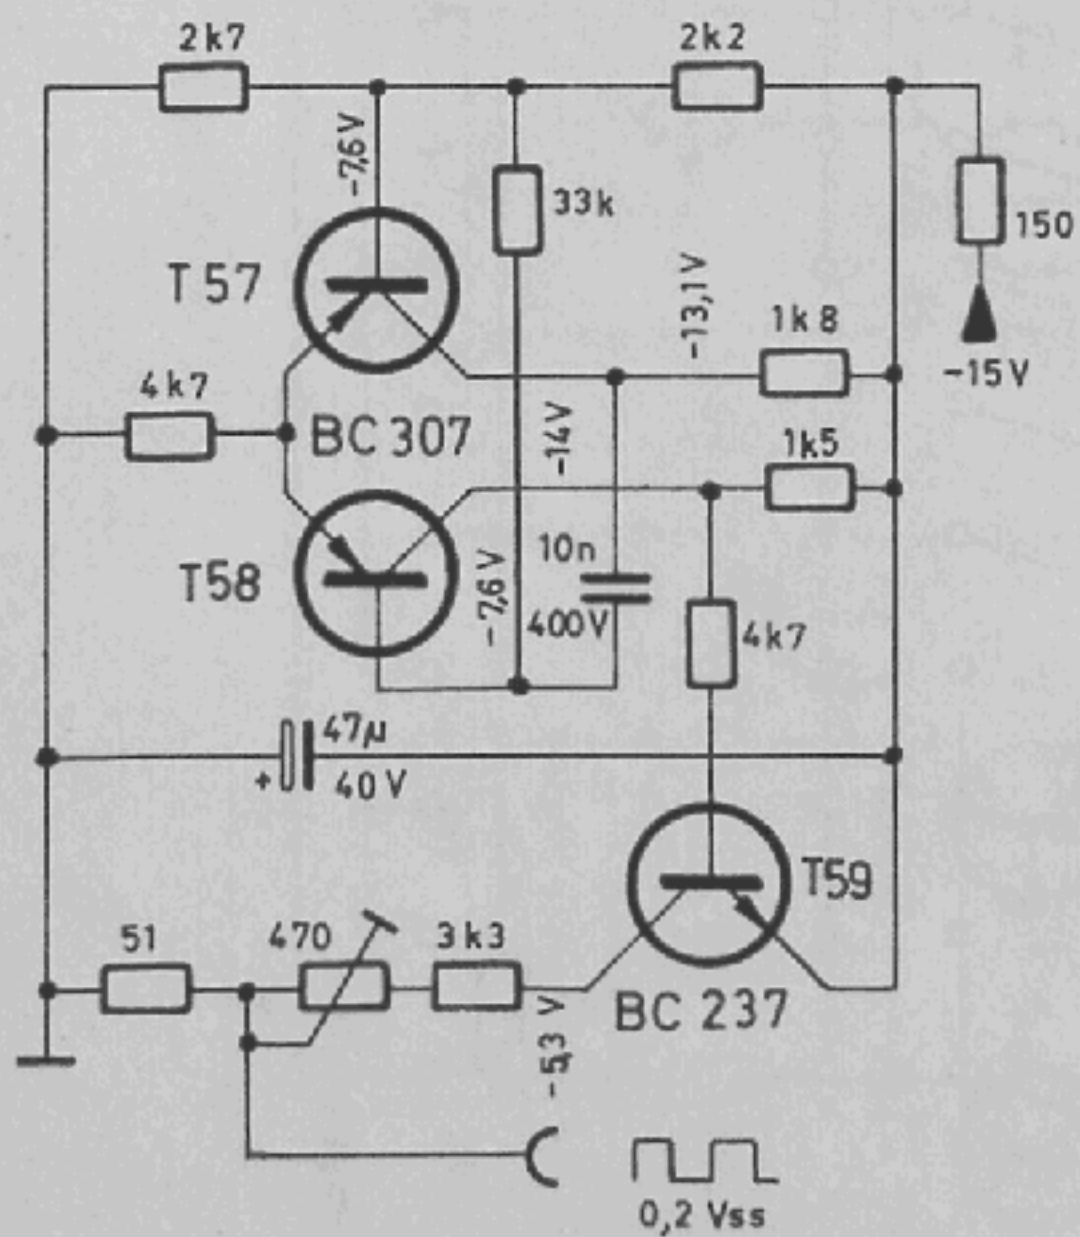 2k7
2k2
-7,6V
33k
150
T57
-13,1V
1k8
-15V
4k7
BC 307
-14V
1k5
T58
-7,6V
10n
400V
4k7
47µ
+
40V
T59
51
470
3k3
BC 237
-5,3 V
0,2 Vss